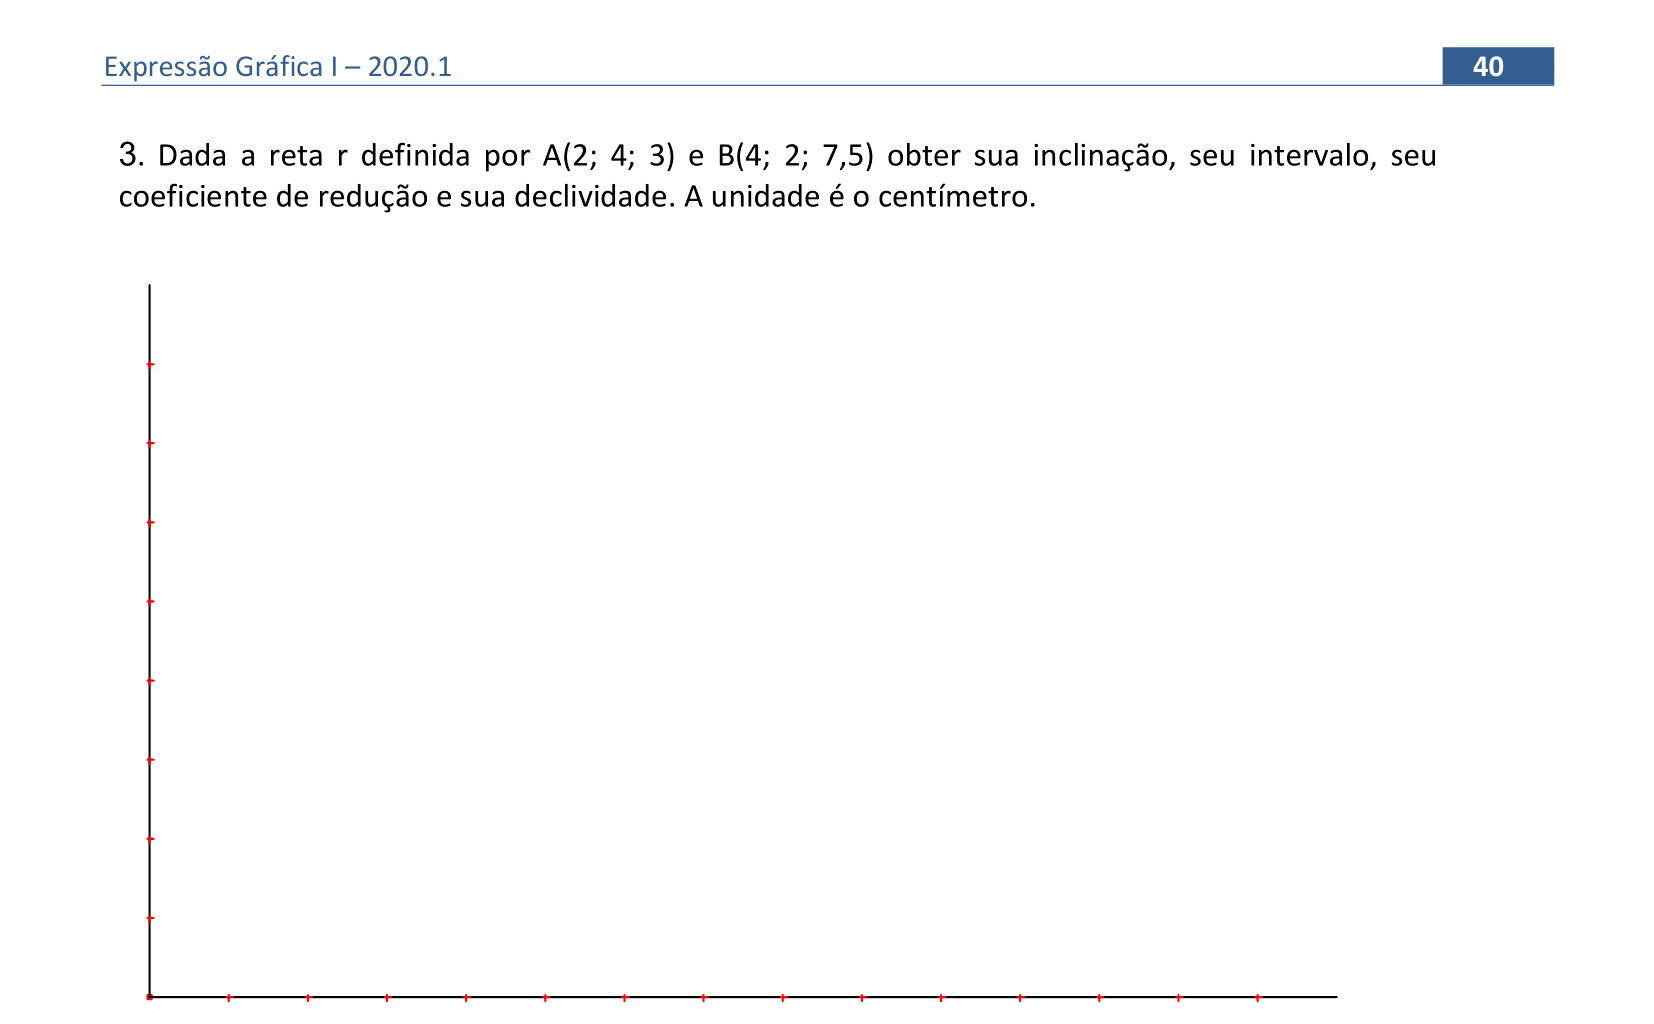 Expressão Gráfica I – 2020.1
40
3. Dada a reta r definida por A(2; 4; 3) e B(4; 2; 7,5) obter sua inclinação, seu intervalo, seu
coeficiente de redução e sua declividade. A unidade é o centímetro.